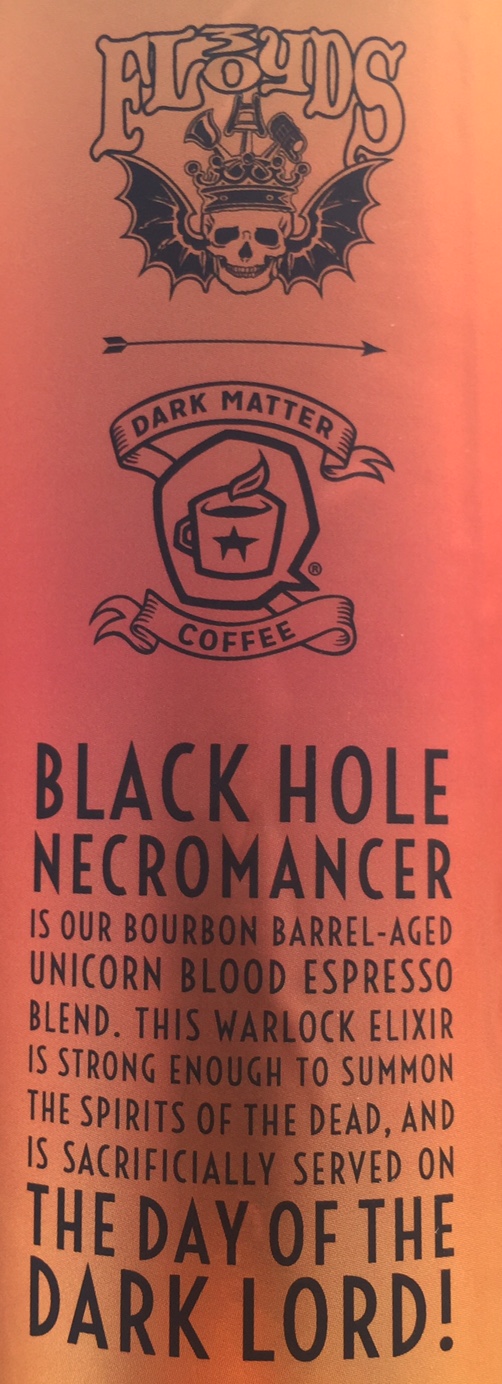 3 FLOYDS
DARK MATTER
®
COFFEE
BLACK HOLE
NECROMANCER
IS OUR BOURBON BARREL-AGED
UNICORN BLOOD ESPRESSO
BLEND. THIS WARLOCK ELIXIR
IS STRONG ENOUGH TO SUMMON
THE SPIRITS OF THE DEAD, AND
IS SACRIFICIALLY SERVED ON
THE DAY OF THE
DARK LORD!